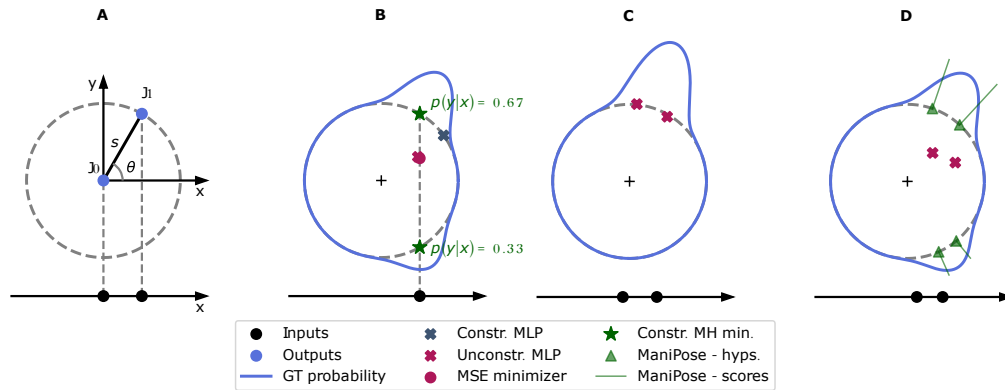 A
B
C
D
y
J1
s
J0
θ
x
x
p(y|x) = 0.67
p(y|x) = 0.33
Inputs
Outputs
GT probability
Constr. MLP
Unconstr. MLP
MSE minimizer
Constr. MH min.
ManiPose - hyps.
ManiPose - scores